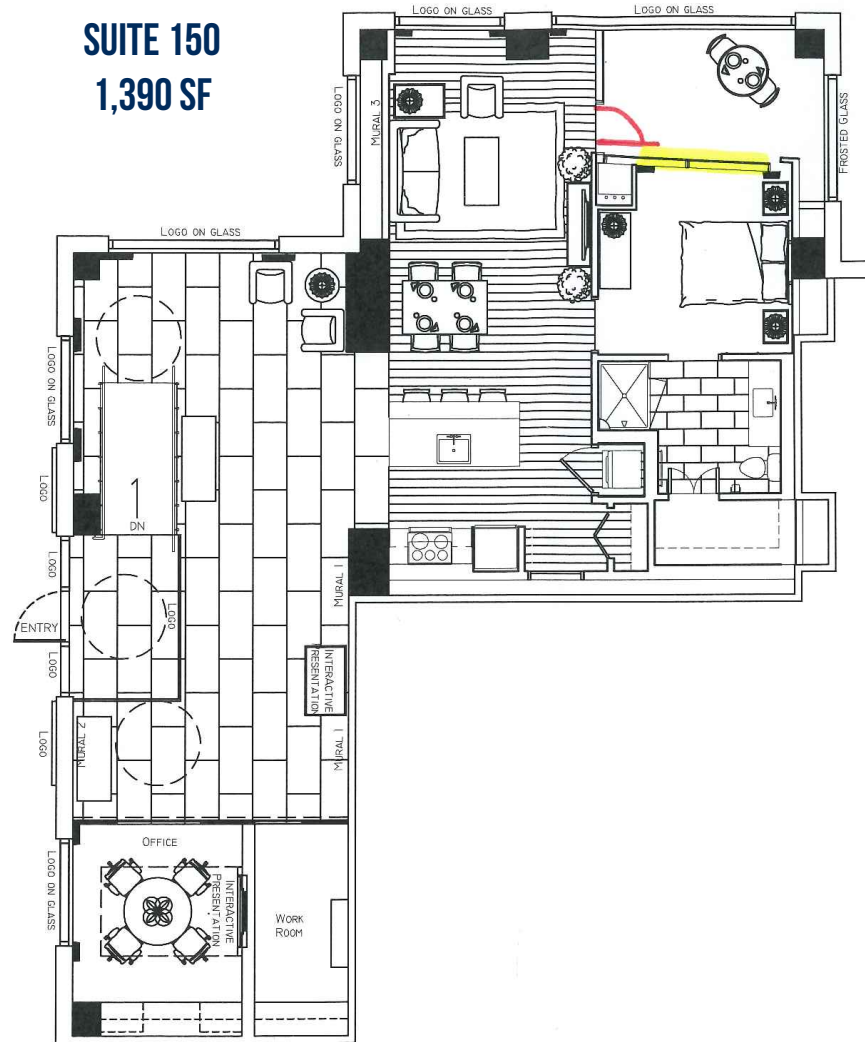 SUITE 150
1,390 SF
LOGO ON GLASS
LOGO ON GLASS
LOGO ON GLASS
MURAL 3
FROSTED GLASS
LOGO ON GLASS
LOGO ON GLASS
LOGO
1
DN
LOGO
LOGO
MURAL 1
ENTRY
LOGO
INTERACTIVE
PRESENTATION
LOGO
MURAL 2
MURAL 1
OFFICE
LOGO ON GLASS
INTERACTIVE
PRESENTATION
WORK
ROOM